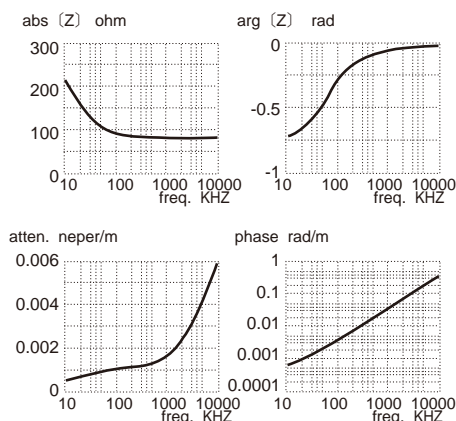 abs〔Z〕ohm
300
200
100
0
10 100 1000 10000
freq. KHZ
arg〔Z〕rad
0
-0.5
-1
10 100 1000 10000
freq. KHZ
atten. neper/m
0.006
0.004
0.002
0
10 100 1000 10000
freq. KHZ
phase rad/m
1
0.1
0.01
0.001
0.0001
10 100 1000 10000
freq. KHZ